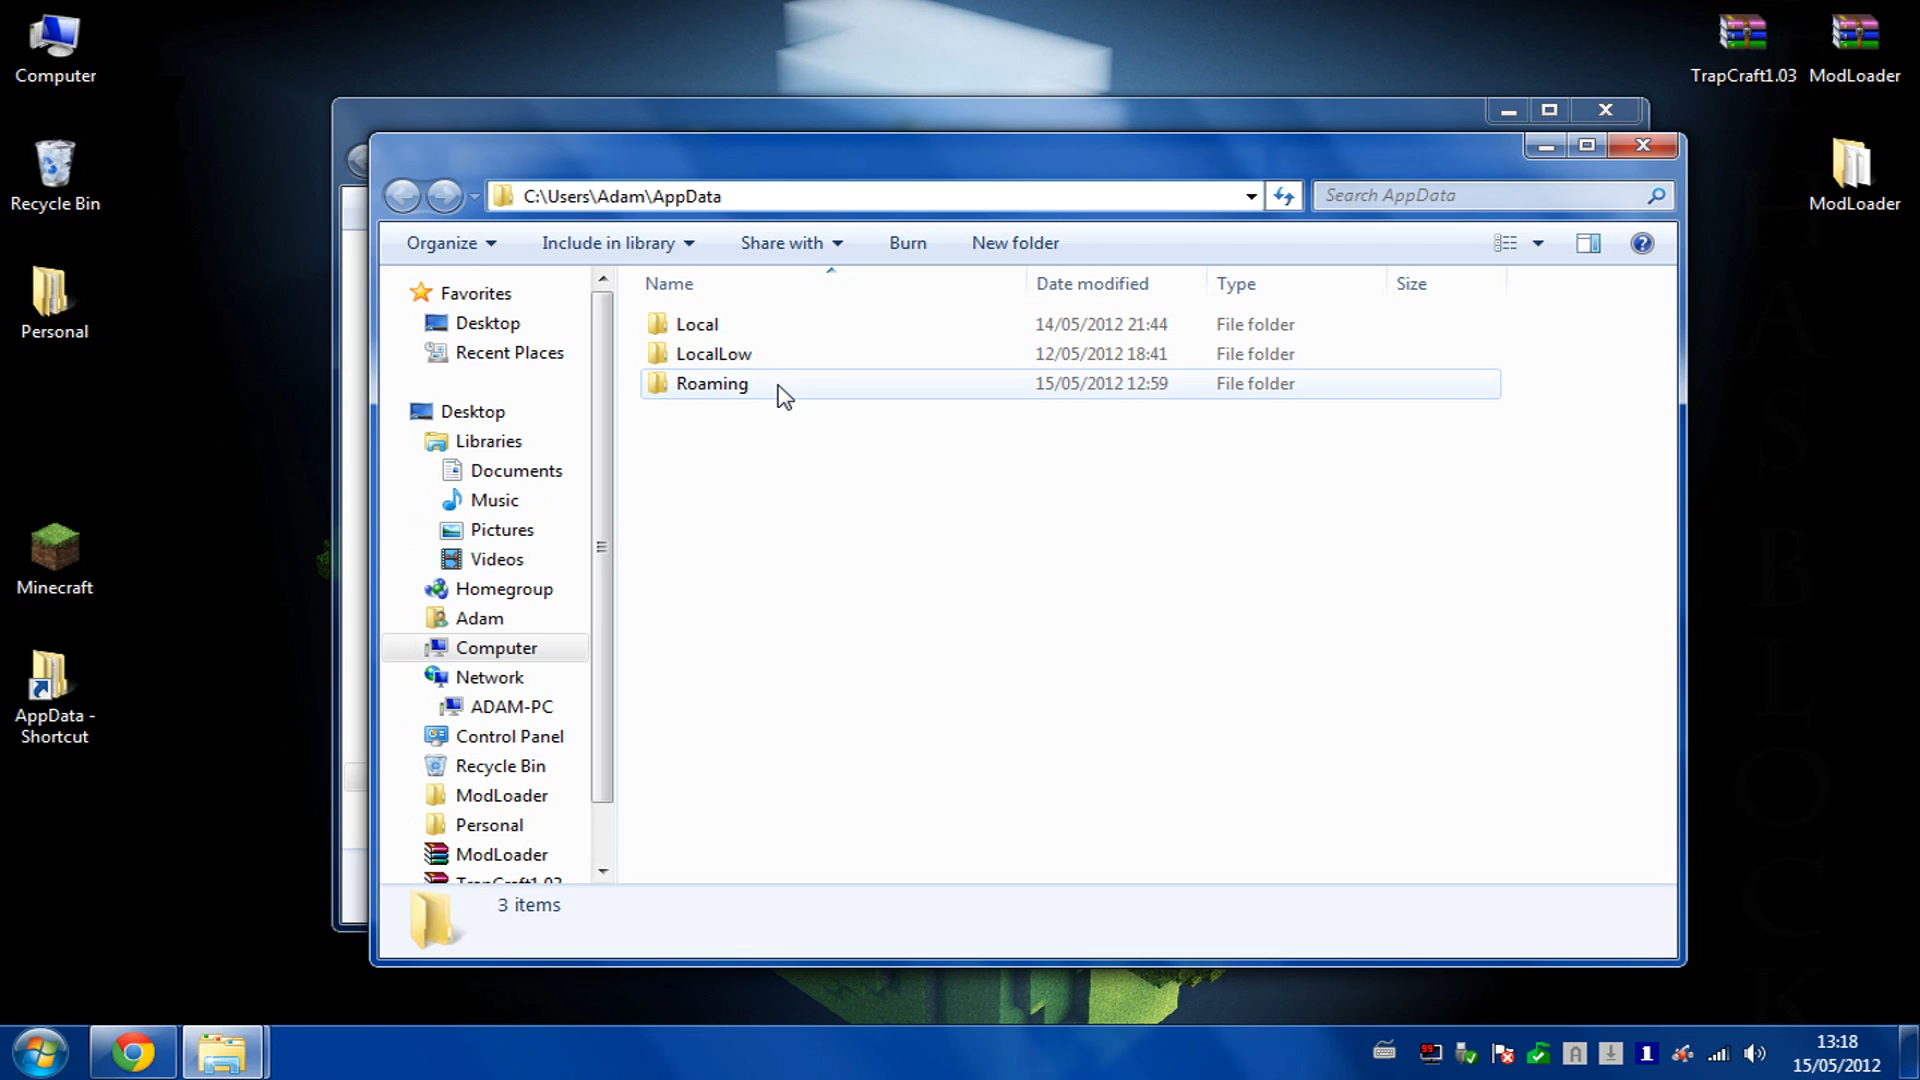 Computer
Recycle Bin
Personal
Minecraft
AppData -
Shortcut
TrapCraft1.03
ModLoader
ModLoader
C:\Users\Adam\AppData
Search AppData
Organize
Include in library
Share with
Burn
New folder
Favorites
Desktop
Recent Places
Desktop
Libraries
Documents
Music
Pictures
Videos
Homegroup
Adam
Computer
Network
ADAM-PC
Control Panel
Recycle Bin
ModLoader
Personal
ModLoader
TrapCraft1.03
Name Date modified Type Size
Local 14/05/2012 21:44 File folder
LocalLow 12/05/2012 18:41 File folder
Roaming 15/05/2012 12:59 File folder
3 items
99
A
1
13:18
15/05/2012